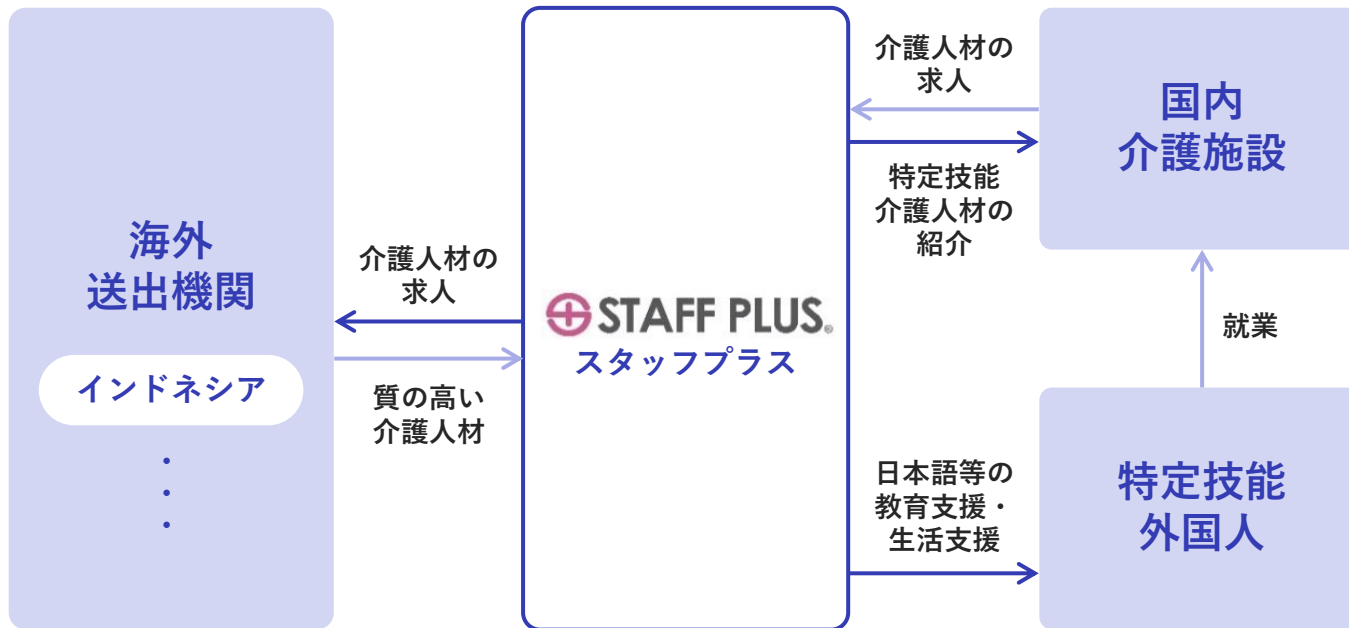 海外
送出機関
インドネシア
介護人材の
求人
質の高い
介護人材
STAFF PLUS®
スタッフプラス
介護人材の
求人
特定技能
介護人材の
紹介
日本語等の
教育支援・
生活支援
国内
介護施設
就業
特定技能
外国人